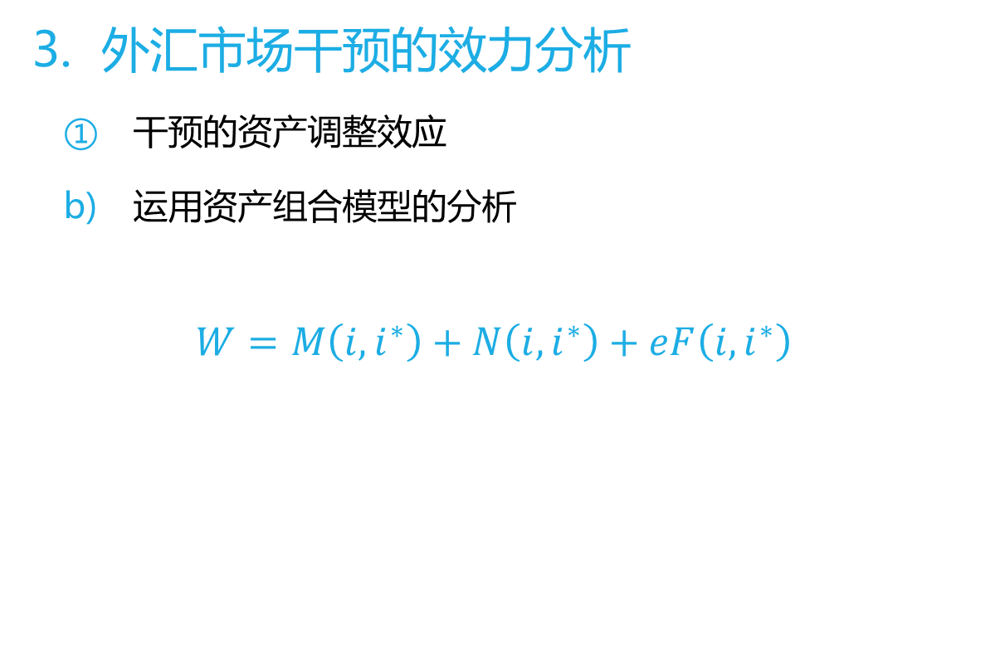 3. 外汇市场干预的效力分析
① 干预的资产调整效应
b) 运用资产组合模型的分析
W = M(i, i*) + N(i, i*) + eF(i, i*)